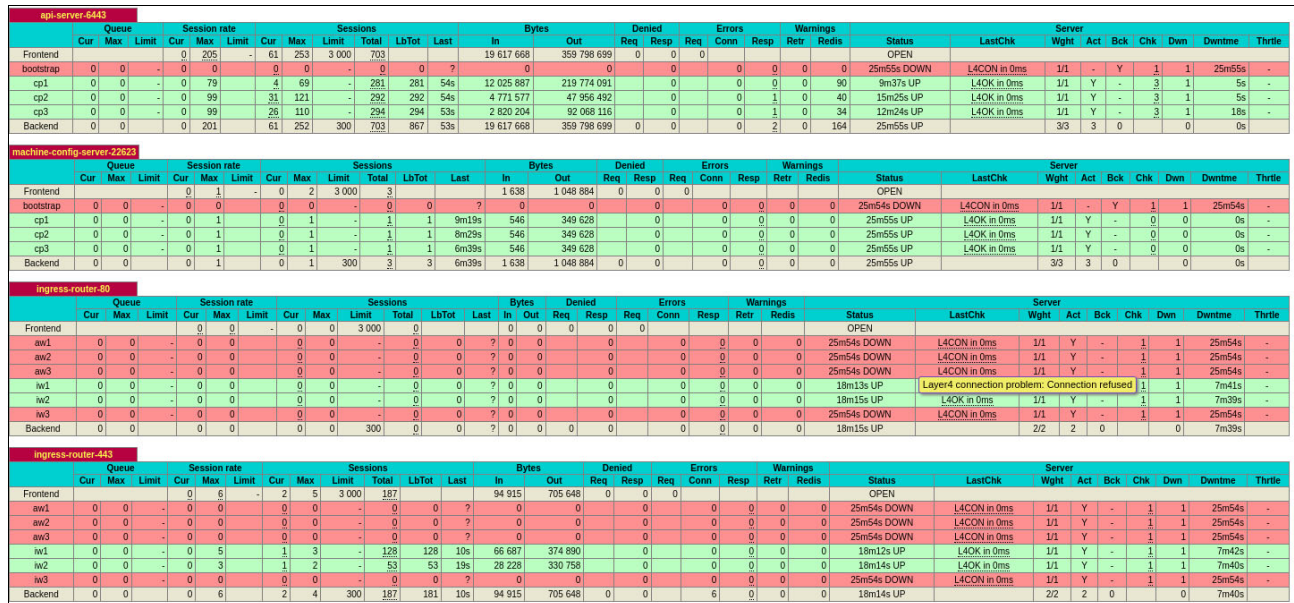 api-server-6443
Queue Session rate Sessions Bytes Denied Errors Warnings Server
Cur Max Limit Cur Max Limit Cur Max Limit Total LbTot Last In Out Req Resp Req Conn Resp Retr Redis Status LastChk Wght Act Bck Chk Dwn Dwntme Thrtle
Frontend 0 205 - 61 253 3 000 703 19 617 668 359 798 699 0 0 0 OPEN
bootstrap 0 0 - 0 0 0 0 - 0 0 ? 0 0 0 0 0 0 0 25m55s DOWN L4CON in 0ms 1/1 - Y 1 1 25m55s -
cp1 0 0 - 0 79 4 69 - 281 281 54s 12 025 887 219 774 091 0 0 0 0 90 9m37s UP L4OK in 0ms 1/1 Y - 3 1 5s -
cp2 0 0 - 0 99 31 121 - 292 292 54s 4 771 577 47 956 492 0 0 1 0 40 15m25s UP L4OK in 0ms 1/1 Y - 3 1 5s -
cp3 0 0 - 0 99 26 110 - 294 294 53s 2 820 204 92 068 116 0 0 1 0 34 12m24s UP L4OK in 0ms 1/1 Y - 3 1 18s -
Backend 0 0 0 201 61 252 300 703 867 53s 19 617 668 359 798 699 0 0 0 2 0 164 25m55s UP 3/3 3 0 0 0s
machine-config-server-22623
Queue Session rate Sessions Bytes Denied Errors Warnings Server
Cur Max Limit Cur Max Limit Cur Max Limit Total LbTot Last In Out Req Resp Req Conn Resp Retr Redis Status LastChk Wght Act Bck Chk Dwn Dwntme Thrtle
Frontend 0 1 - 0 2 3 000 3 1 638 1 048 884 0 0 0 OPEN
bootstrap 0 0 - 0 0 0 0 - 0 0 ? 0 0 0 0 0 0 0 25m54s DOWN L4CON in 0ms 1/1 - Y 1 1 25m54s -
cp1 0 0 - 0 1 0 1 - 1 1 9m19s 546 349 628 0 0 0 0 0 25m55s UP L4OK in 0ms 1/1 Y - 0 0 0s -
cp2 0 0 - 0 1 0 1 - 1 1 8m29s 546 349 628 0 0 0 0 0 25m55s UP L4OK in 0ms 1/1 Y - 0 0 0s -
cp3 0 0 - 0 1 0 1 - 1 1 6m39s 546 349 628 0 0 0 0 0 25m55s UP L4OK in 0ms 1/1 Y - 0 0 0s -
Backend 0 0 0 1 0 1 300 3 3 6m39s 1 638 1 048 884 0 0 0 0 0 0 25m55s UP 3/3 3 0 0 0s
ingress-router-80
Queue Session rate Sessions Bytes Denied Errors Warnings Server
Cur Max Limit Cur Max Limit Cur Max Limit Total LbTot Last In Out Req Resp Req Conn Resp Retr Redis Status LastChk Wght Act Bck Chk Dwn Dwntme Thrtle
Frontend 0 0 - 0 0 3 000 0 0 0 0 0 0 OPEN
aw1 0 0 - 0 0 0 0 - 0 0 ? 0 0 0 0 0 0 0 25m54s DOWN L4CON in 0ms 1/1 Y - 1 1 25m54s -
aw2 0 0 - 0 0 0 0 - 0 0 ? 0 0 0 0 0 0 0 25m54s DOWN L4CON in 0ms 1/1 Y - 1 1 25m54s -
aw3 0 0 - 0 0 0 0 - 0 0 ? 0 0 0 0 0 0 0 25m54s DOWN L4CON in 0ms 1/1 Y - 1 1 25m54s -
iw1 0 0 - 0 0 0 0 - 0 0 ? 0 0 0 0 0 0 0 18m13s UP Layer4 connection problem: Connection refused 1 1 7m41s -
iw2 0 0 - 0 0 0 0 - 0 0 ? 0 0 0 0 0 0 0 18m15s UP L4OK in 0ms 1/1 Y - 1 1 7m39s -
iw3 0 0 - 0 0 0 0 - 0 0 ? 0 0 0 0 0 0 0 25m54s DOWN L4CON in 0ms 1/1 Y - 1 1 25m54s -
Backend 0 0 0 0 0 0 300 0 0 ? 0 0 0 0 0 0 0 0 18m15s UP 2/2 2 0 0 7m39s
ingress-router-443
Queue Session rate Sessions Bytes Denied Errors Warnings Server
Cur Max Limit Cur Max Limit Cur Max Limit Total LbTot Last In Out Req Resp Req Conn Resp Retr Redis Status LastChk Wght Act Bck Chk Dwn Dwntme Thrtle
Frontend 0 6 - 2 5 3 000 187 94 915 705 648 0 0 0 OPEN
aw1 0 0 - 0 0 0 0 - 0 0 ? 0 0 0 0 0 0 0 25m54s DOWN L4CON in 0ms 1/1 Y - 1 1 25m54s -
aw2 0 0 - 0 0 0 0 - 0 0 ? 0 0 0 0 0 0 0 25m54s DOWN L4CON in 0ms 1/1 Y - 1 1 25m54s -
aw3 0 0 - 0 0 0 0 - 0 0 ? 0 0 0 0 0 0 0 25m54s DOWN L4CON in 0ms 1/1 Y - 1 1 25m54s -
iw1 0 0 - 0 5 1 3 - 128 128 10s 66 687 374 890 0 0 0 0 0 18m12s UP L4OK in 0ms 1/1 Y - 1 1 7m42s -
iw2 0 0 - 0 3 1 2 - 53 53 19s 28 228 330 758 0 0 0 0 0 18m14s UP L4OK in 0ms 1/1 Y - 1 1 7m40s -
iw3 0 0 - 0 0 0 0 - 0 0 ? 0 0 0 0 0 0 0 25m54s DOWN L4CON in 0ms 1/1 Y - 1 1 25m54s -
Backend 0 0 0 6 2 4 300 187 181 10s 94 915 705 648 0 0 6 0 0 0 18m14s UP 2/2 2 0 0 7m40s